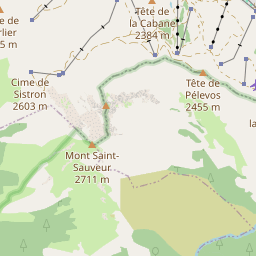 Tête de
la Cabane
2384 m
Cime de
Sistron
2603 m
Tête de
Pélevos
2455 m
Mont Saint-
Sauveur
2711 m